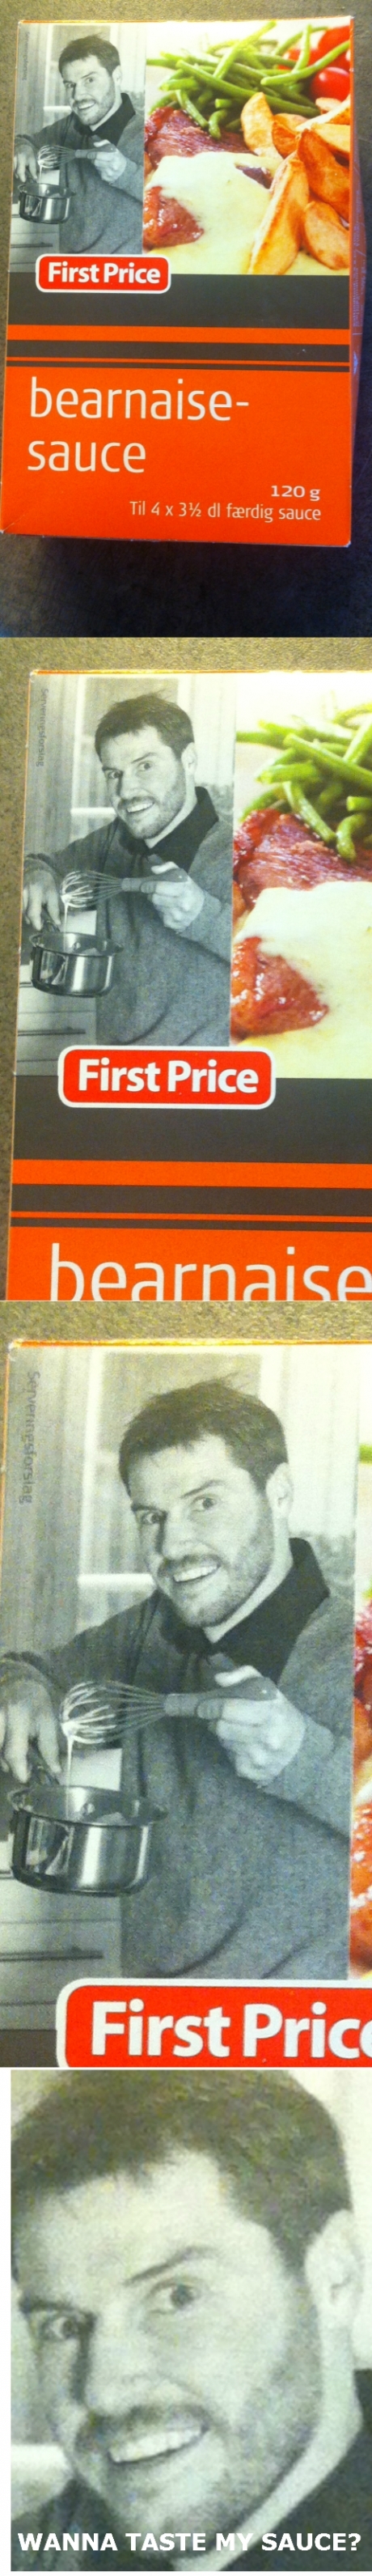 First Price
bearnaise-
sauce
120 g
Til 4 x 3½ dl færdig sauce
Serveringsforslag
First Price
bearnaise
Serveringsforslag
First Pric
WANNA TASTE MY SAUCE?